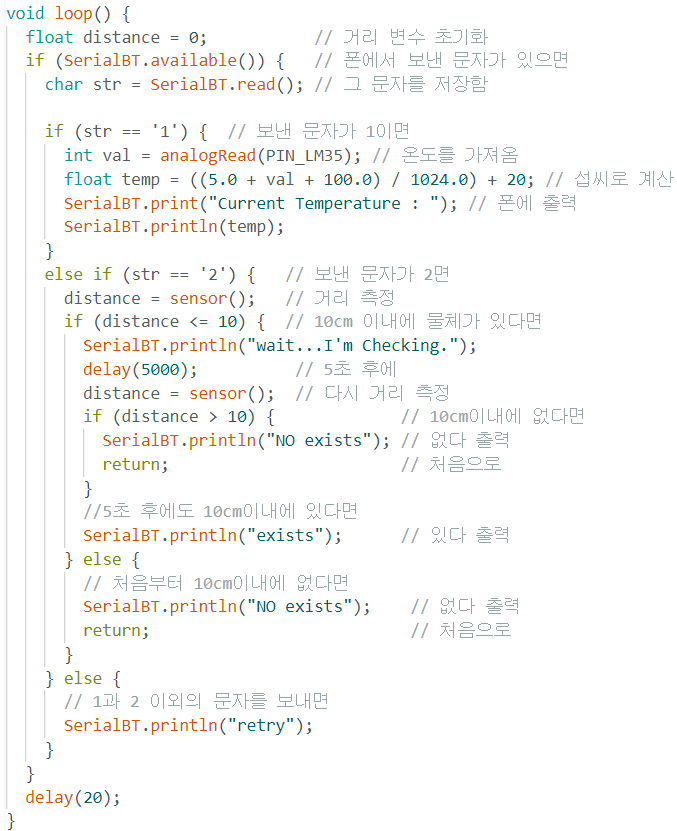 void loop() {
  float distance = 0;           // 거리 변수 초기화
  if (SerialBT.available()) {   // 폰에서 보낸 문자가 있으면
    char str = SerialBT.read(); // 그 문자를 저장함
    if (str == '1') {  // 보낸 문자가 1이면
      int val = analogRead(PIN_LM35); // 온도를 가져옴
      float temp = ((5.0 + val + 100.0) / 1024.0) + 20; // 섭씨로 계산
      SerialBT.print("Current Temperature : "); // 폰에 출력
      SerialBT.println(temp);
    }
    else if (str == '2') {   // 보낸 문자가 2면
      distance = sensor();   // 거리 측정
      if (distance <= 10) {  // 10cm 이내에 물체가 있다면
        SerialBT.println("wait...I'm Checking.");
        delay(5000);          // 5초 후에
        distance = sensor();  // 다시 거리 측정
        if (distance > 10) {             // 10cm이내에 없다면
          SerialBT.println("NO exists"); // 없다 출력
          return;                        // 처음으로
        }
        //5초 후에도 10cm이내에 있다면
        SerialBT.println("exists");      // 있다 출력
      } else {
        // 처음부터 10cm이내에 없다면
        SerialBT.println("NO exists");    // 없다 출력
        return;                           // 처음으로
      }
    } else {
      // 1과 2 이외의 문자를 보내면
      SerialBT.println("retry");
    }
  }
  delay(20);
}